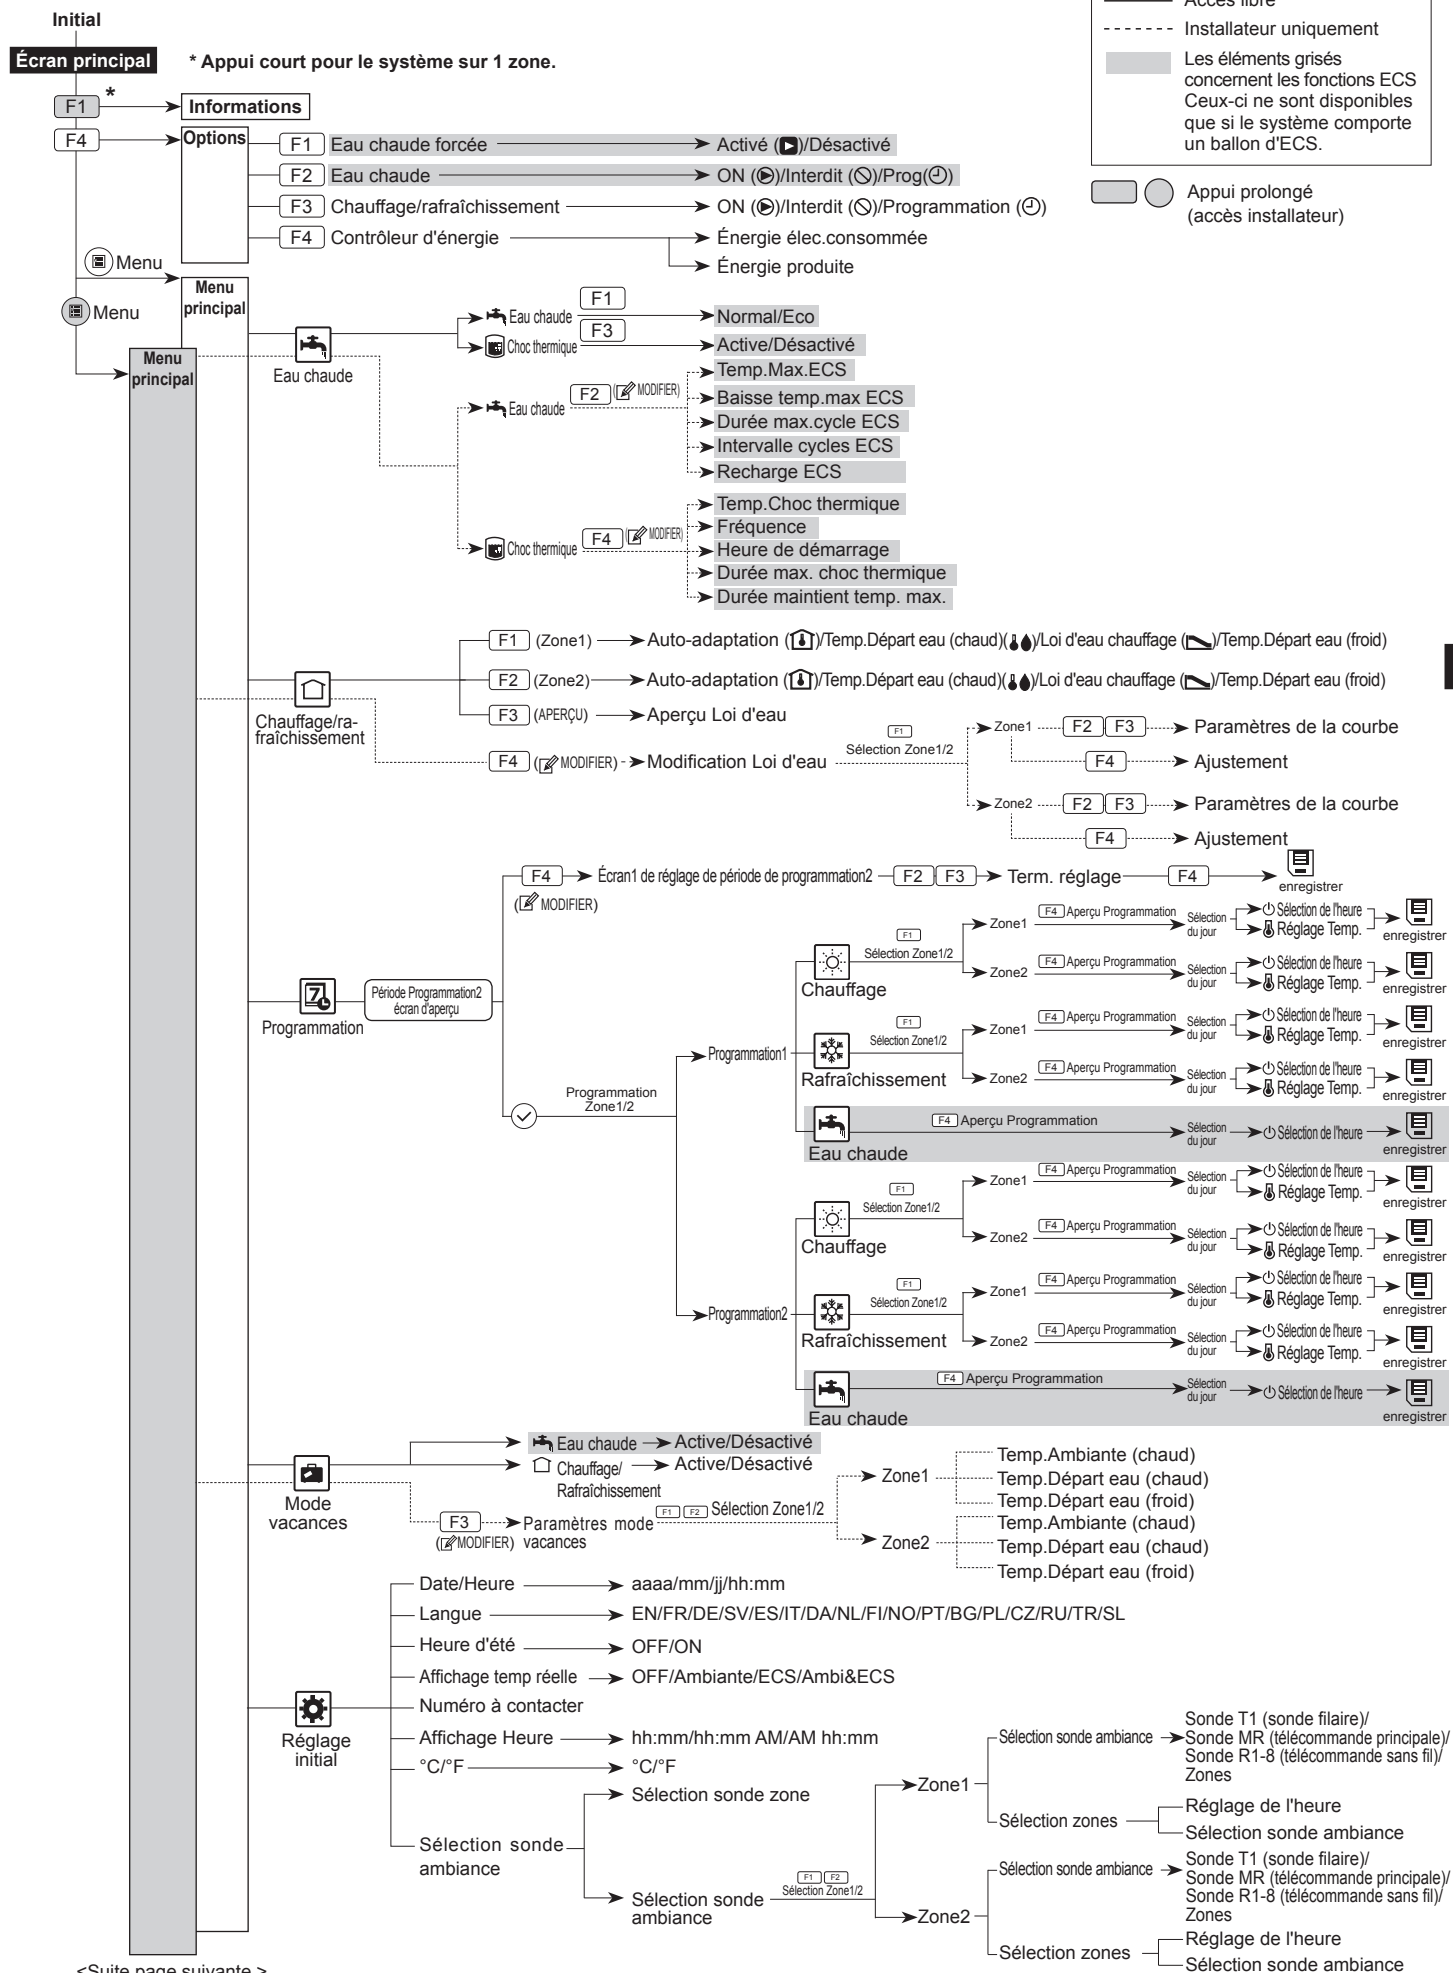 Initial
Écran principal
* Appui court pour le système sur 1 zone.
Accès libre
Installateur uniquement
Les éléments grisés
concernent les fonctions ECS
Ceux-ci ne sont disponibles
que si le système comporte
un ballon d'ECS.
Appui prolongé
(accès installateur)
F1 * Informations
F4 Options
F1 Eau chaude forcée Activé ()/Désactivé
F2 Eau chaude ON ()/Interdit ()/Prog()
F3 Chauffage/rafraîchissement ON ()/Interdit ()/Programmation ()
F4 Contrôleur d'énergie Énergie élec.consommée
Énergie produite
Menu
Menu
principal
Menu
Menu
principal
Eau chaude
Eau chaude F1 Normal/Eco
Choc thermique F3 Active/Désactivé
Eau chaude F2 (MODIFIER)
Temp.Max.ECS
Baisse temp.max ECS
Durée max.cycle ECS
Intervalle cycles ECS
Recharge ECS
Choc thermique F4 (MODIFIER)
Temp.Choc thermique
Fréquence
Heure de démarrage
Durée max. choc thermique
Durée maintient temp. max.
Chauffage/ra-
fraîchissement
F1 (Zone1) Auto-adaptation ()/Temp.Départ eau (chaud)()/Loi d'eau chauffage ()/Temp.Départ eau (froid)
F2 (Zone2) Auto-adaptation ()/Temp.Départ eau (chaud)()/Loi d'eau chauffage ()/Temp.Départ eau (froid)
F3 (APERÇU) Aperçu Loi d'eau
F4 (MODIFIER) Modification Loi d'eau
F1
Sélection Zone1/2
Zone1 F2 F3 Paramètres de la courbe
F4 Ajustement
Zone2 F2 F3 Paramètres de la courbe
F4 Ajustement
Programmation
Période Programmation2
écran d'aperçu
F4 Écran1 de réglage de période de programmation2 F2 F3 Term. réglage F4 enregistrer
(MODIFIER)
Programmation
Zone1/2
Programmation1
Chauffage
F1
Sélection Zone1/2
Zone1 F4 Aperçu Programmation Sélection
du jour
Sélection de l'heure
Réglage Temp.
enregistrer
Zone2 F4 Aperçu Programmation Sélection
du jour
Sélection de l'heure
Réglage Temp.
enregistrer
Rafraîchissement
F1
Sélection Zone1/2
Zone1 F4 Aperçu Programmation Sélection
du jour
Sélection de l'heure
Réglage Temp.
enregistrer
Zone2 F4 Aperçu Programmation Sélection
du jour
Sélection de l'heure
Réglage Temp.
enregistrer
Eau chaude
F4 Aperçu Programmation Sélection
du jour
Sélection de l'heure
enregistrer
Programmation2
Chauffage
F1
Sélection Zone1/2
Zone1 F4 Aperçu Programmation Sélection
du jour
Sélection de l'heure
Réglage Temp.
enregistrer
Zone2 F4 Aperçu Programmation Sélection
du jour
Sélection de l'heure
Réglage Temp.
enregistrer
Rafraîchissement
F1
Sélection Zone1/2
Zone1 F4 Aperçu Programmation Sélection
du jour
Sélection de l'heure
Réglage Temp.
enregistrer
Zone2 F4 Aperçu Programmation Sélection
du jour
Sélection de l'heure
Réglage Temp.
enregistrer
Eau chaude
F4 Aperçu Programmation Sélection
du jour
Sélection de l'heure
enregistrer
Mode
vacances
Eau chaude Active/Désactivé
Chauffage/
Rafraîchissement
Active/Désactivé
F3
(MODIFIER)
Paramètres mode
vacances
F1 F2 Sélection Zone1/2
Zone1
Temp.Ambiante (chaud)
Temp.Départ eau (chaud)
Temp.Départ eau (froid)
Zone2
Temp.Ambiante (chaud)
Temp.Départ eau (chaud)
Temp.Départ eau (froid)
Réglage
initial
Date/Heure aaaa/mm/jj/hh:mm
Langue EN/FR/DE/SV/ES/IT/DA/NL/FI/NO/PT/BG/PL/CZ/RU/TR/SL
Heure d'été OFF/ON
Affichage temp réelle OFF/Ambiante/ECS/Ambi&ECS
Numéro à contacter
Affichage Heure hh:mm/hh:mm AM/AM hh:mm
°C/°F °C/°F
Sélection sonde
ambiance
Sélection sonde zone
Sélection sonde
ambiance
F1 F2
Sélection Zone1/2
Zone1
Sélection sonde ambiance
Sonde T1 (sonde filaire)/
Sonde MR (télécommande principale)/
Sonde R1-8 (télécommande sans fil)/
Zones
Sélection zones
Réglage de l'heure
Sélection sonde ambiance
Zone2
Sélection sonde ambiance
Sonde T1 (sonde filaire)/
Sonde MR (télécommande principale)/
Sonde R1-8 (télécommande sans fil)/
Zones
Sélection zones
Réglage de l'heure
Sélection sonde ambiance
<Suite page suivante.>